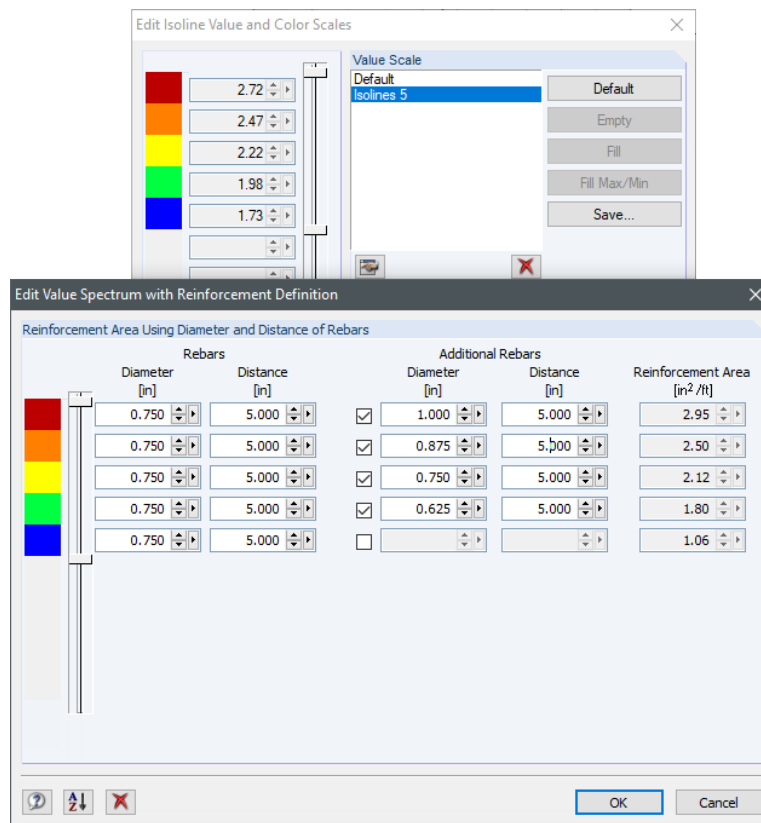 Edit Isoline Value and Color Scales
Value Scale
Default
Isolines 5
2.72
2.47
2.22
1.98
1.73
Default
Empty
Fill
Fill Max/Min
Save...
Edit Value Spectrum with Reinforcement Definition
Reinforcement Area Using Diameter and Distance of Rebars
Rebars Additional Rebars
Diameter Distance Diameter Distance Reinforcement Area
[in] [in] [in] [in] [in²/ft]
0.750 5.000 1.000 5.000 2.95
0.750 5.000 0.875 5.000 2.50
0.750 5.000 0.750 5.000 2.12
0.750 5.000 0.625 5.000 1.80
0.750 5.000 1.06
OK Cancel